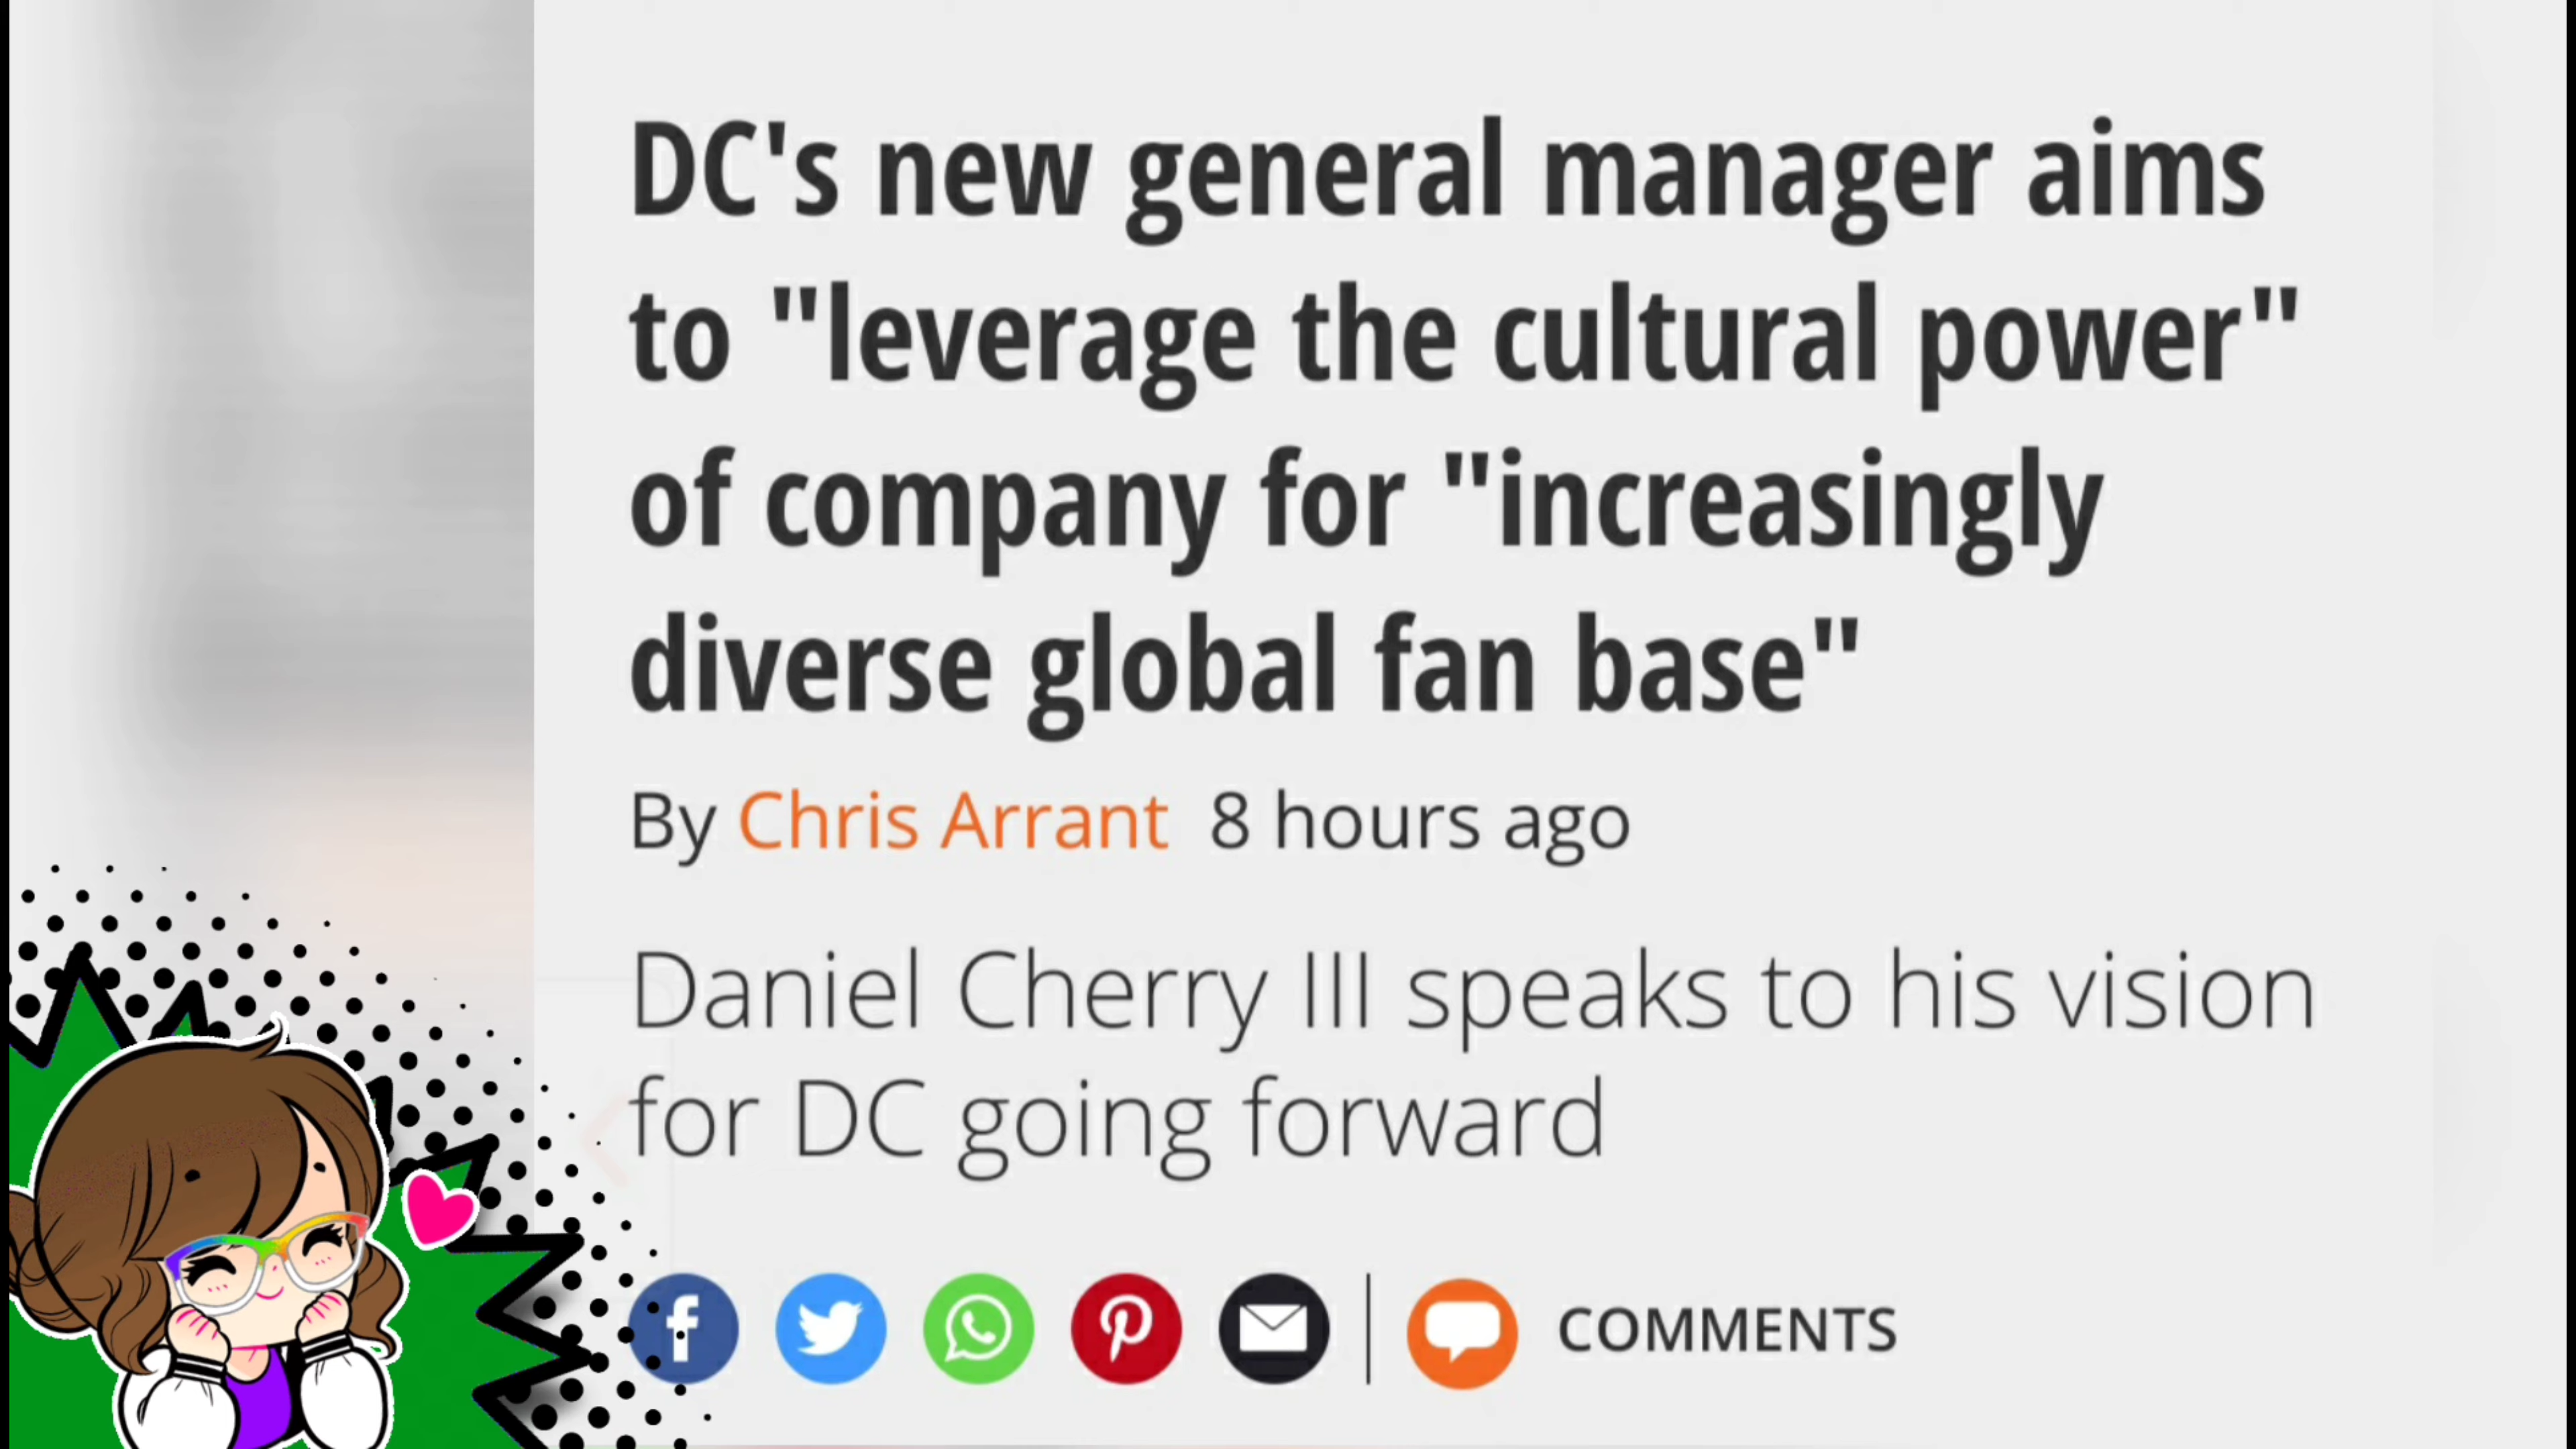 DC's new general manager aims
to "leverage the cultural power"
of company for "increasingly
diverse global fan base"
By Chris Arrant 8 hours ago
Daniel Cherry III speaks to his vision
for DC going forward
COMMENTS